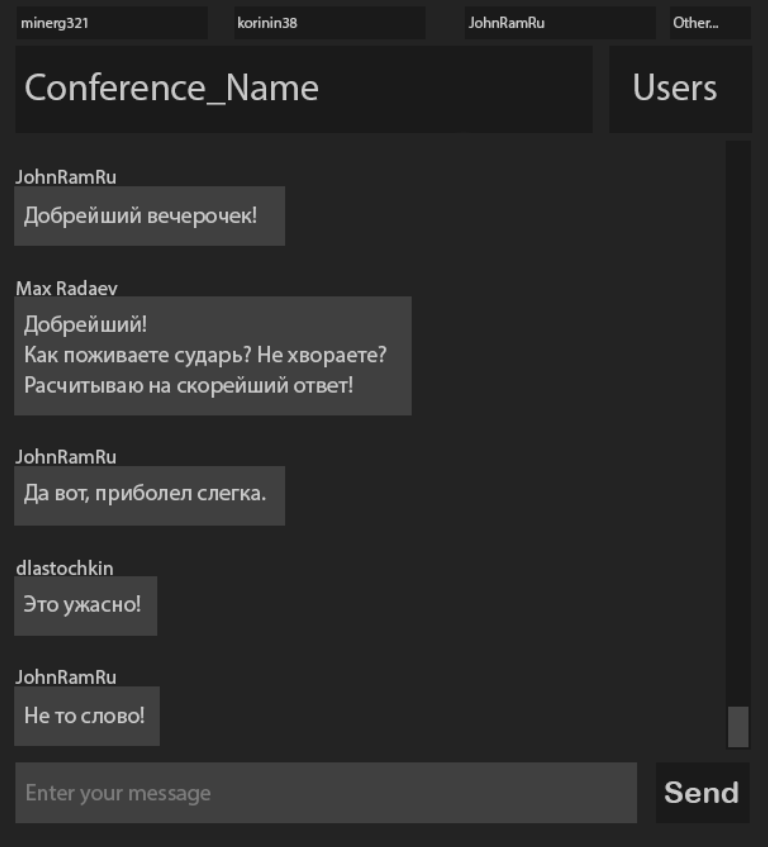 minerg321
korinin38
JohnRamRu
Other...
Conference_Name
Users
JohnRamRu
Добрейший вечерочек!
Max Radaev
Добрейший!
Как поживаете сударь? Не хвораете?
Расчитываю на скорейший ответ!
JohnRamRu
Да вот, приболел слегка.
dlastochkin
Это ужасно!
JohnRamRu
Не то слово!
Enter your message
Send